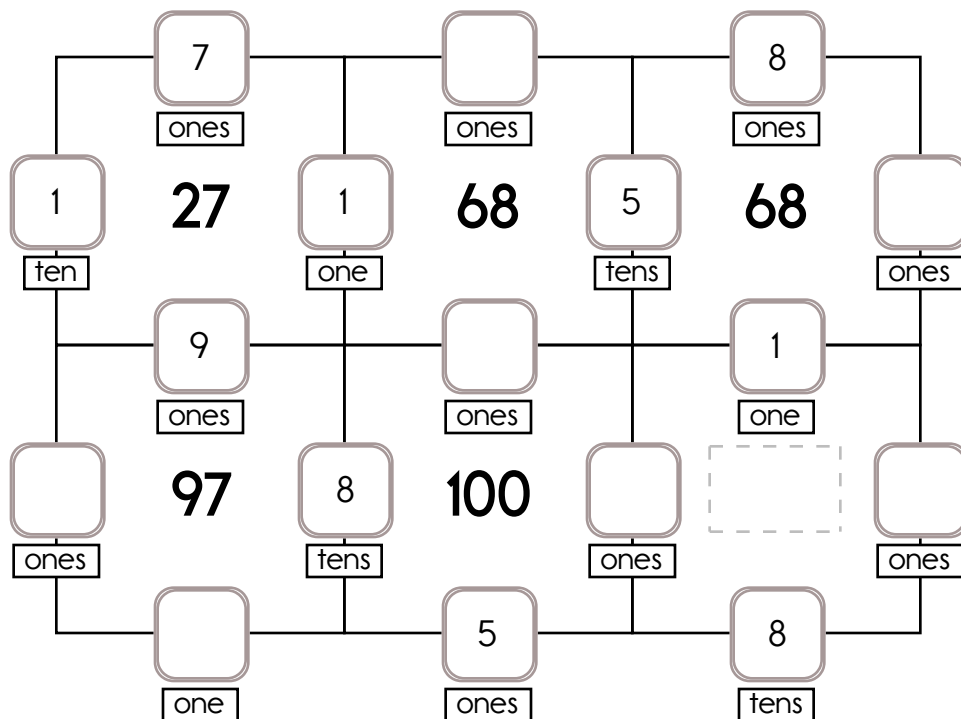 7 8
ones ones ones
1 27 1 68 5 68
ten one tens ones
9 1
ones ones one
97 8 100
ones tens ones ones
5 8
one ones tens